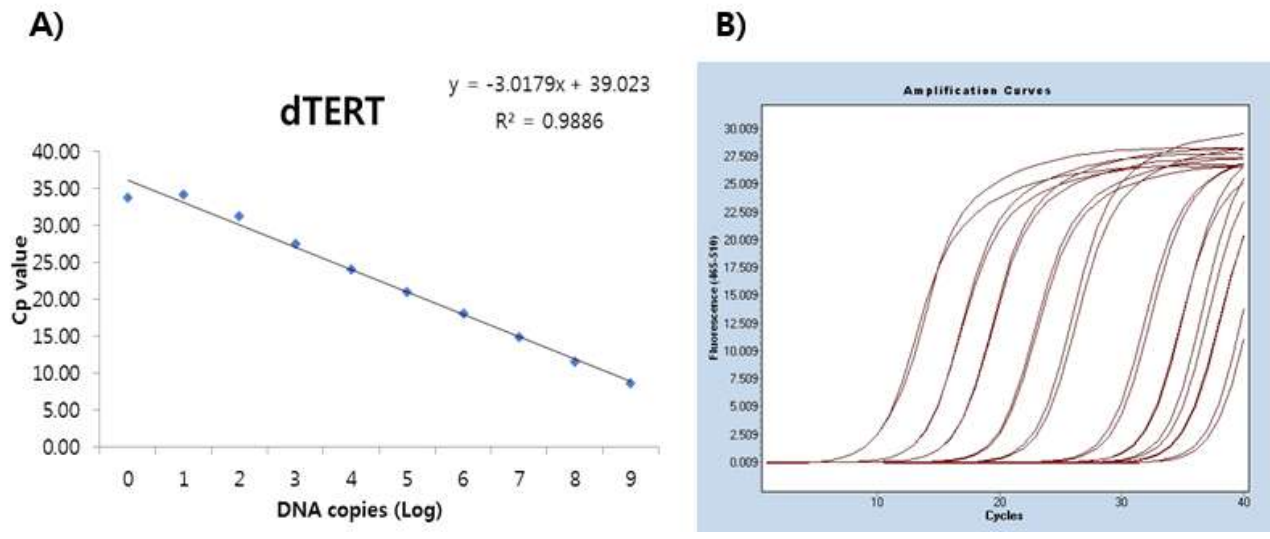 A)
dTERT
y = -3.0179x + 39.023
R² = 0.9886
40.00
35.00
30.00
25.00
20.00
15.00
10.00
5.00
0.00
Cp value
0 1 2 3 4 5 6 7 8 9
DNA copies (Log)
B)
Amplification Curves
30.009
27.509
25.009
22.509
20.009
17.509
15.009
12.509
10.009
7.509
5.009
2.509
0.009
Fluorescence (465-510)
10 20 30 40
Cycles